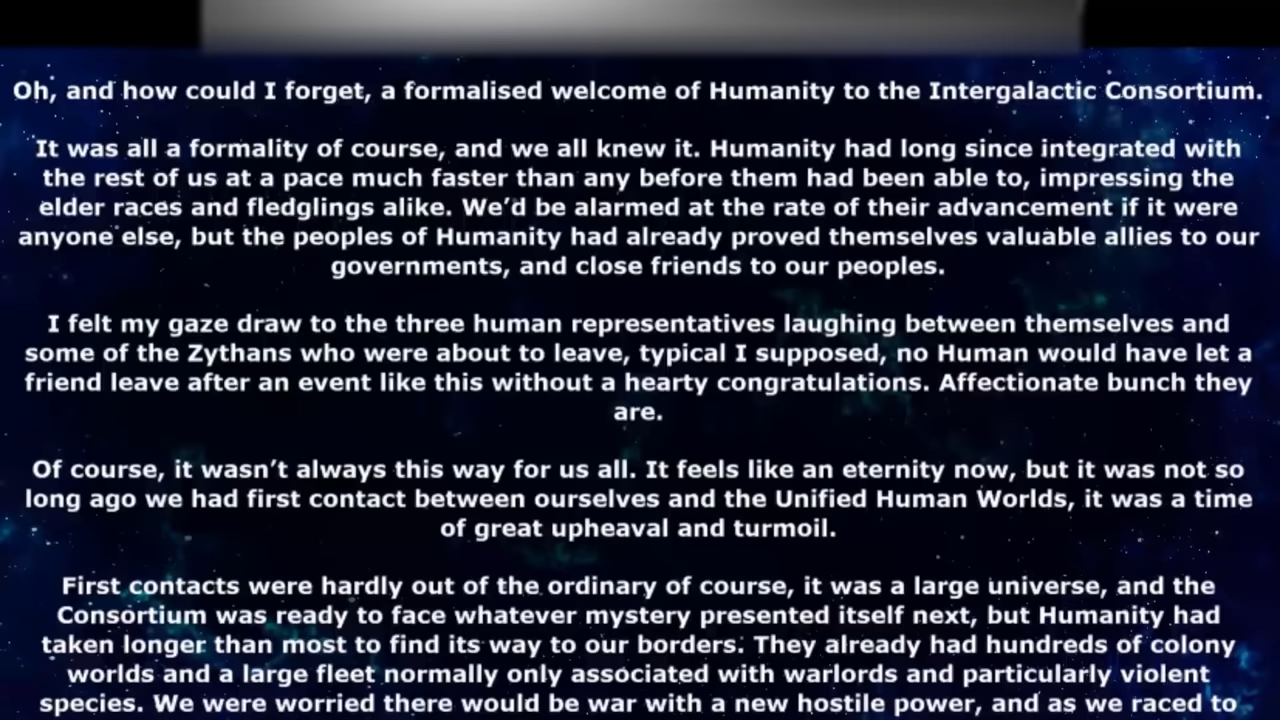 Oh, and how could I forget, a formalised welcome of Humanity to the Intergalactic Consortium.
It was all a formality of course, and we all knew it. Humanity had long since integrated with
the rest of us at a pace much faster than any before them had been able to, impressing the
elder races and fledglings alike. We’d be alarmed at the rate of their advancement if it were
anyone else, but the peoples of Humanity had already proved themselves valuable allies to our
governments, and close friends to our peoples.
I felt my gaze draw to the three human representatives laughing between themselves and
some of the Zythans who were about to leave, typical I supposed, no Human would have let a
friend leave after an event like this without a hearty congratulations. Affectionate bunch they
are.
Of course, it wasn’t always this way for us all. It feels like an eternity now, but it was not so
long ago we had first contact between ourselves and the Unified Human Worlds, it was a time
of great upheaval and turmoil.
First contacts were hardly out of the ordinary of course, it was a large universe, and the
Consortium was ready to face whatever mystery presented itself next, but Humanity had
taken longer than most to find its way to our borders. They already had hundreds of colony
worlds and a large fleet normally only associated with warlords and particularly violent
species. We were worried there would be war with a new hostile power, and as we raced to